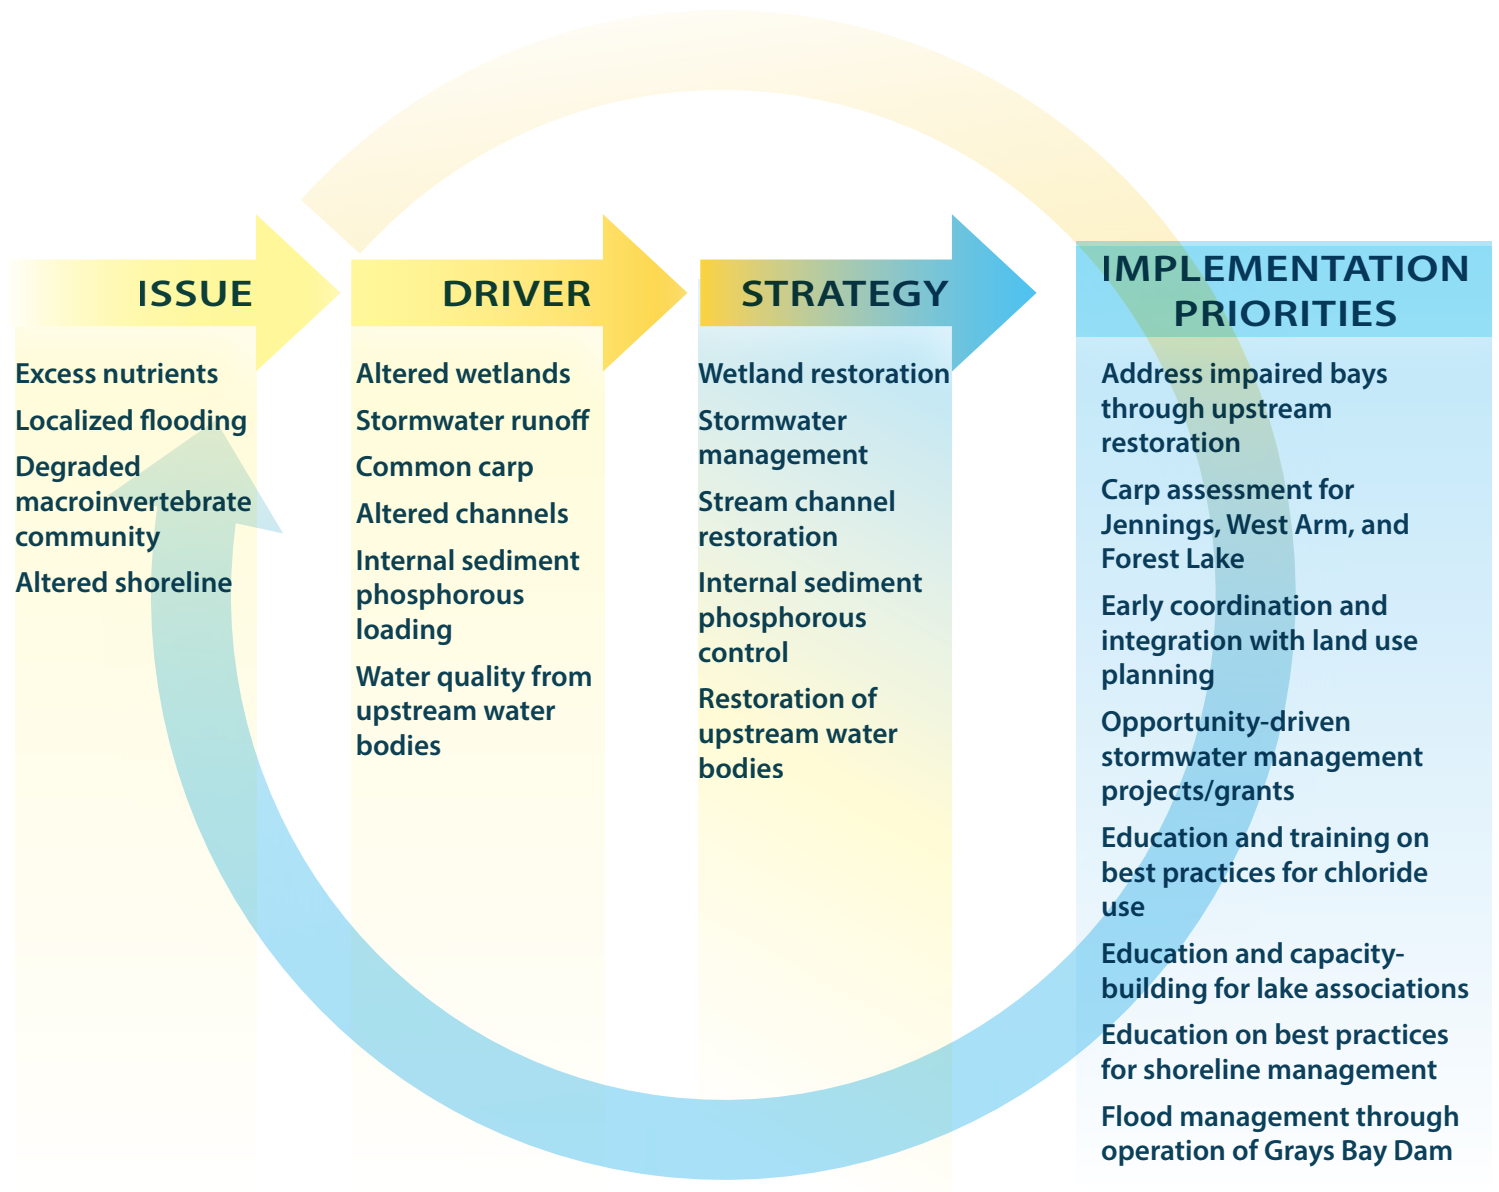 ISSUE
Excess nutrients
Localized flooding
Degraded
macroinvertebrate
community
Altered shoreline
DRIVER
Altered wetlands
Stormwater runoff
Common carp
Altered channels
Internal sediment
phosphorous
loading
Water quality from
upstream water
bodies
STRATEGY
Wetland restoration
Stormwater
management
Stream channel
restoration
Internal sediment
phosphorous
control
Restoration of
upstream water
bodies
IMPLEMENTATION
PRIORITIES
Address impaired bays
through upstream
restoration
Carp assessment for
Jennings, West Arm, and
Forest Lake
Early coordination and
integration with land use
planning
Opportunity-driven
stormwater management
projects/grants
Education and training on
best practices for chloride
use
Education and capacity-
building for lake associations
Education on best practices
for shoreline management
Flood management through
operation of Grays Bay Dam